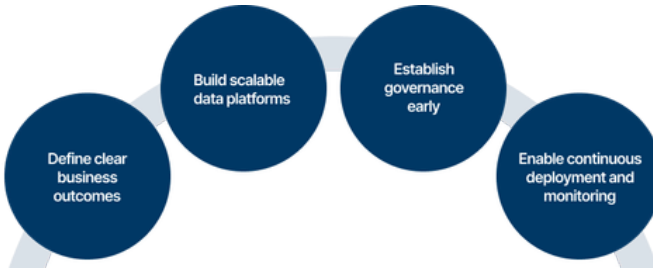 Define clear
business
outcomes
Build scalable
data platforms
Establish
governance
early
Enable continuous
deployment and
monitoring